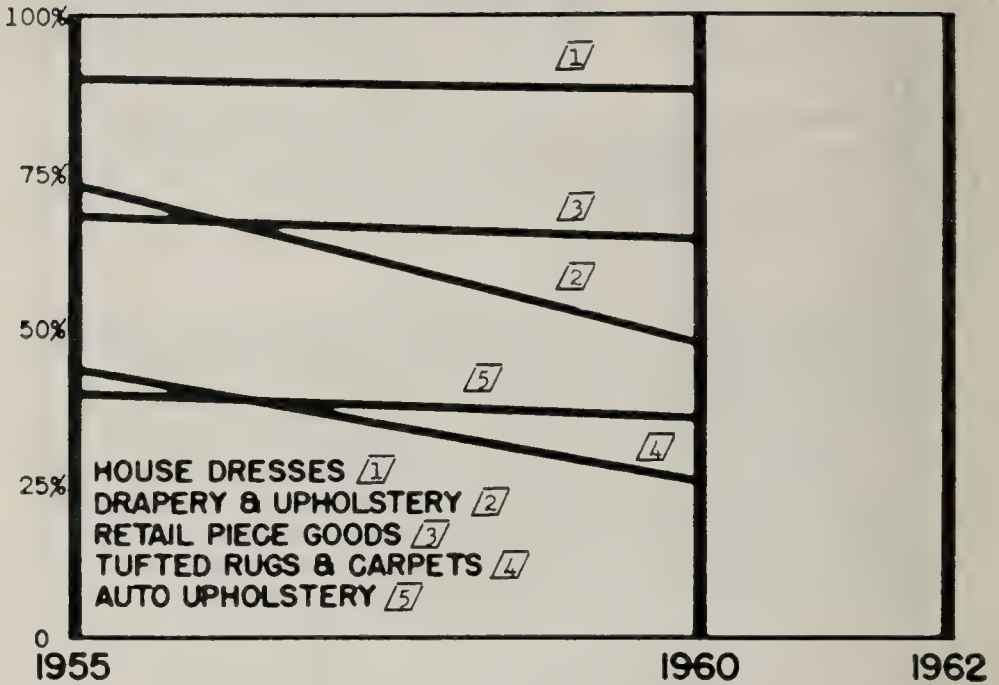 100%
1
75%
3
2
50%
5
4
HOUSE DRESSES 1
25%
DRAPERY & UPHOLSTERY 2
RETAIL PIECE GOODS 3
TUFTED RUGS & CARPETS 4
AUTO UPHOLSTERY 5
0
1955 1960 1962